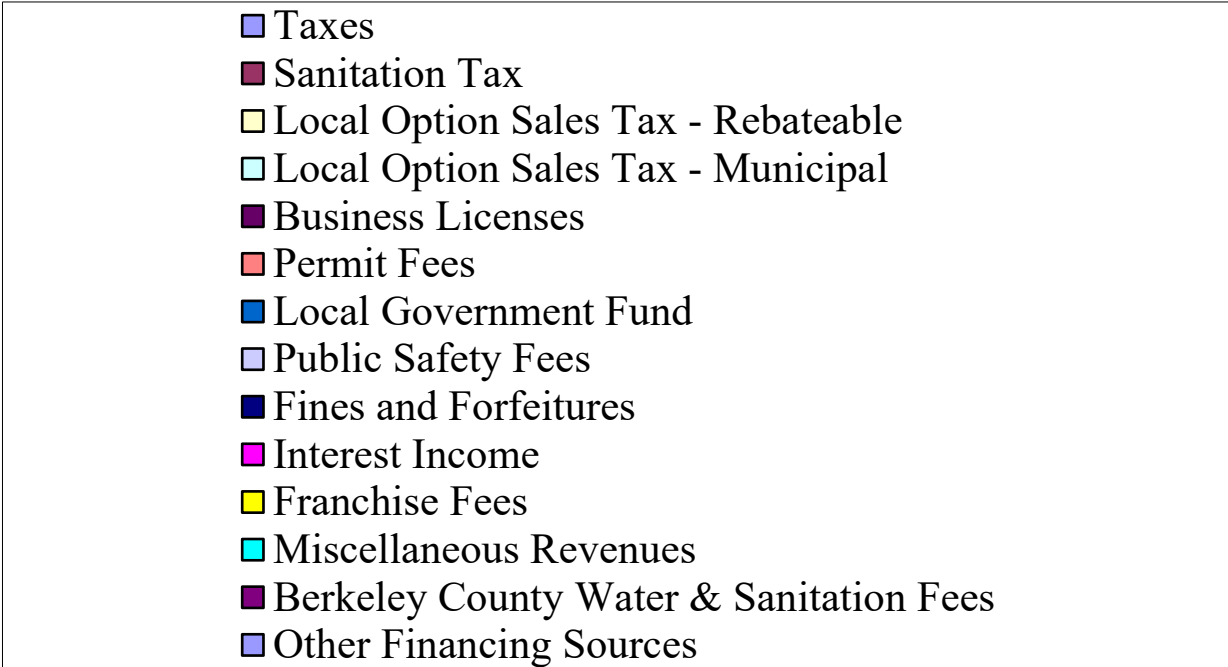 Taxes
Sanitation Tax
Local Option Sales Tax - Rebateable
Local Option Sales Tax - Municipal
Business Licenses
Permit Fees
Local Government Fund
Public Safety Fees
Fines and Forfeitures
Interest Income
Franchise Fees
Miscellaneous Revenues
Berkeley County Water & Sanitation Fees
Other Financing Sources